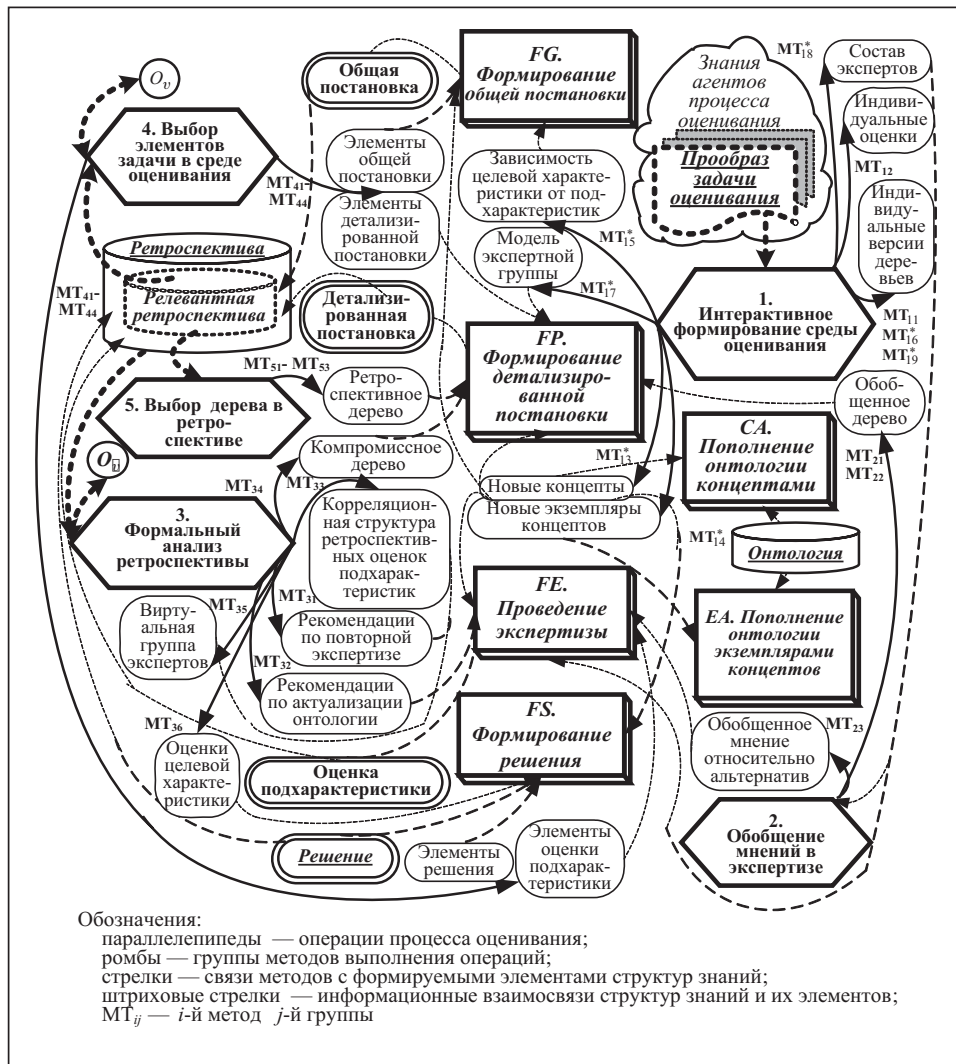 O_v
Общая
постановка
FG.
Формирование
общей постановки
Знания
агентов
процесса
оценивания
Прообраз
задачи
оценивания
MT*18
Состав
экспертов
Индиви-
дуальные
оценки
MT12
Индиви-
дуальные
версии
деревьев
4. Выбор
элементов
задачи в среде
оценивания
MT41–
MT44
Элементы
общей
постановки
Элементы
детализи-
рованной
постановки
Зависимость
целевой характе-
ристики от под-
характеристик
MT*15
Модель
экспертной
группы
MT*17
1.
Интерактивное
формирование среды
оценивания
MT11
MT*16
MT*19
Ретроспектива
Релевантная
ретроспектива
MT41–
MT44
Детализи-
рованная
постановка
FP.
Формирование
детализиро-
ванной
постановки
MT51- MT53
Ретро-
спективное
дерево
5. Выбор дерева в
ретро-
спективе
Обоб-
щенное
дерево
MT21
MT22
CA.
Пополнение
онтологии
концептами
MT*13
Новые концепты
Новые экземпляры
концептов
MT*14
Онтология
Компромиссное
дерево
MT33
MT34
3.
Формальный
анализ
ретроспективы
Корреляцион-
ная структура
ретроспектив-
ных оценок
подхарак-
теристик
MT31
MT35
Вирту-
альная
группа
экспертов
Рекомендации
по повторной
экспертизе
MT32
Рекомендации
по актуализации
онтологии
MT36
Оценки
целевой
характе-
ристики
FE.
Проведение
экспертизы
EA. Пополнение
онтологии
экземплярами
концептов
FS.
Формирование
решения
Обобщенное
мнение
относительно
альтернатив
MT23
Оценка
подхарактеристики
2.
Обобщение
мнений в
экспертизе
Решение
Элементы
решения
Элементы
оценки
подхарак-
теристики
Обозначения:
параллелепипеды — операции процесса оценивания;
ромбы — группы методов выполнения операций;
стрелки — связи методов с формируемыми элементами структур знаний;
штриховые стрелки — информационные взаимосвязи структур знаний и их элементов;
MTij — i-й метод j-й группы